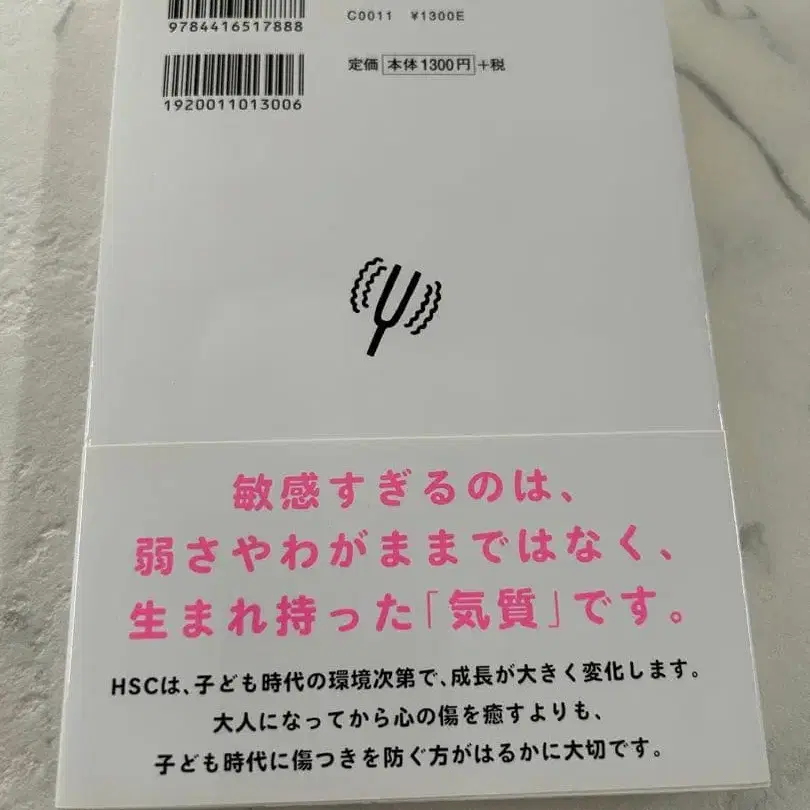 9784416517888
C0011 ¥1300E
定価 本体1300円 +税
1920011013006
敏感すぎるのは、
弱さやわがままではなく、
生まれ持った「気質」です。
HSCは、子ども時代の環境次第で、成長が大きく変化します。
大人になってから心の傷を癒すよりも、
子ども時代に傷つきを防ぐ方がはるかに大切です。